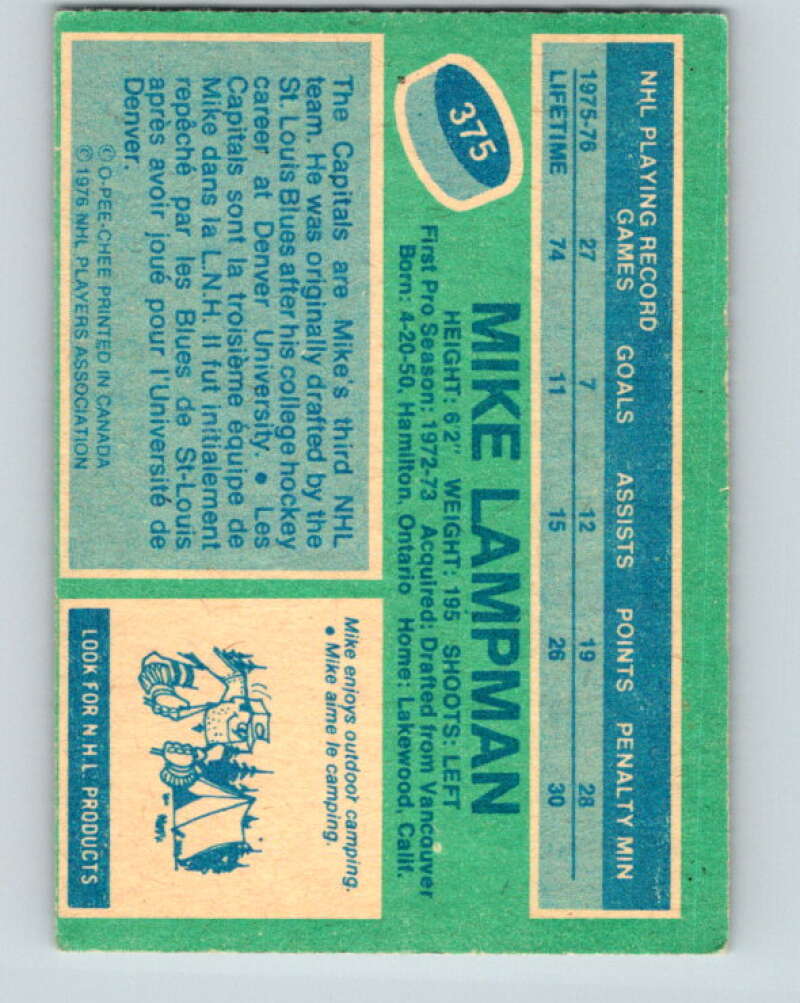 NHL PLAYING RECORD
GAMES GOALS ASSISTS POINTS PENALTY MIN
1975-76 27 7 12 19 28
LIFETIME 74 11 15 26 30
375
MIKE LAMPMAN
HEIGHT: 6'2" WEIGHT: 195 SHOOTS: LEFT
First Pro Season: 1972-73 Acquired: Drafted from Vancouver
Born: 4-20-50, Hamilton, Ontario Home: Lakewood, Calif.
The Capitals are Mike's third NHL
team. He was originally drafted by the
St. Louis Blues after his college hockey
career at Denver University. • Les
Capitals sont la troisième équipe de
Mike dans la L.N.H. Il fut initialement
repêché par les Blues de St-Louis
après avoir joué pour l'Université de
Denver.
© O-PEE-CHEE PRINTED IN CANADA
© 1976 NHL PLAYERS ASSOCIATION
Mike enjoys outdoor camping.
• Mike aime le camping.
LOOK FOR N.H.L. PRODUCTS